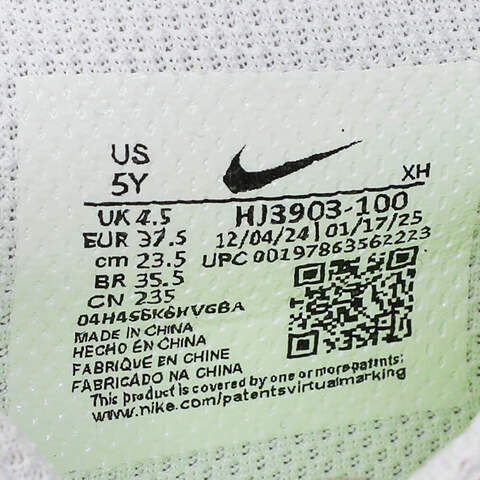 US
5Y
XH
UK 4.5
HJ3903-100
EUR 37.5
12/04/24 | 01/17/25
cm 23.5
UPC 00197863562223
BR 35.5
CN 235
MADE IN CHINA
HECHO EN CHINA
FABRIQUÉ EN CHINE
FABRICADO NA CHINA
This product is covered by one or more patents:
www.nike.com/patentsvirtualmarking